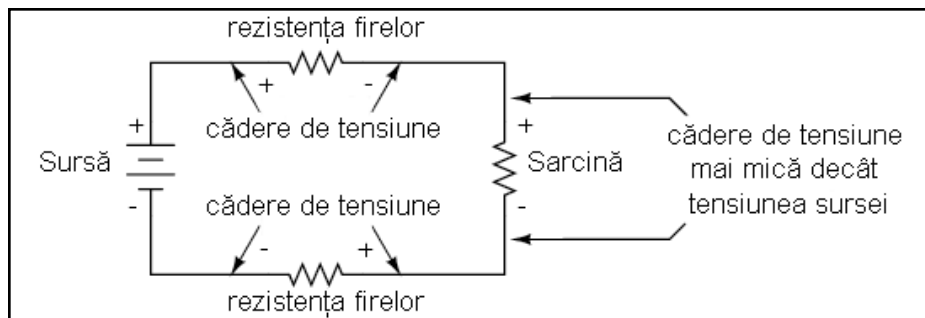 rezistența firelor
+ -
cădere de tensiune
+
Sursă
-
+
Sarcină
-
cădere de tensiune
mai mică decât
tensiunea sursei
cădere de tensiune
- +
rezistența firelor